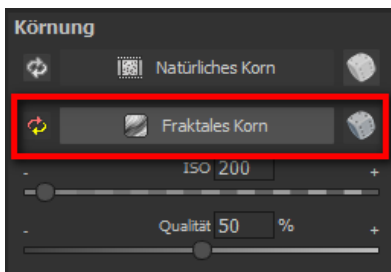 Körnung
Natürliches Korn
Fraktales Korn
- ISO 200 +
- Qualität 50 % +